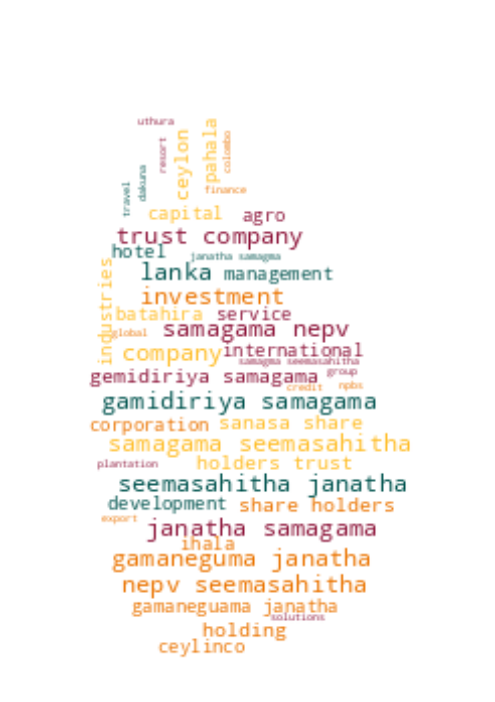 uthura
resort
ceylon
pahala
colombo
travel
dakuna
finance
capital
agro
trust company
hotel
janatha samagma
lanka
management
industries
investment
batahira
service
global
samagama nepv
company
international
samagma seemasahitha
gemidiriya samagama
group
credit
npbs
gamidiriya samagama
corporation
sanasa share
samagama seemasahitha
plantation
holders trust
seemasahitha janatha
development
share holders
export
janatha samagama
ihala
gamaneguma janatha
nepv seemasahitha
gamaneguama janatha
solutions
holding
ceylinco